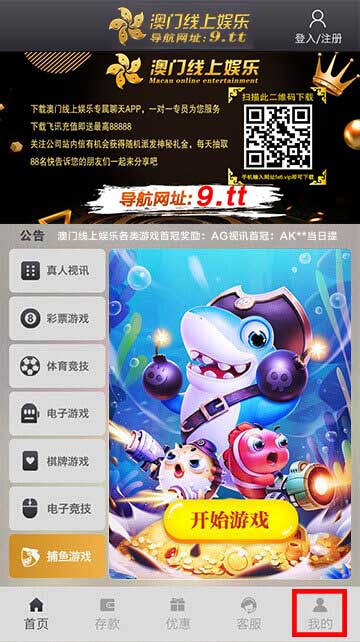 澳门线上娱乐
导航网址:9.tt
登入/注册
澳门线上娱乐
Macau online entertainment
扫描此二维码下载
下载澳门线上娱乐专属聊天APP，一对一专员为您服务
下载飞讯充值即送最高88888
关注公司站内信有机会获得随机派发神秘礼金，每天抽取
88名快告诉您的朋友们一起来分享吧
手机输入网址fx6.vip即可下载
导航网址:9.tt
公告
澳门线上娱乐各类游戏首冠奖励：AG视讯首冠：AK**当日提
真人视讯
8
彩票游戏
体育竞技
电子游戏
棋牌游戏
电子竞技
捕鱼游戏
开始游戏
首页
存款
优惠
客服
我的